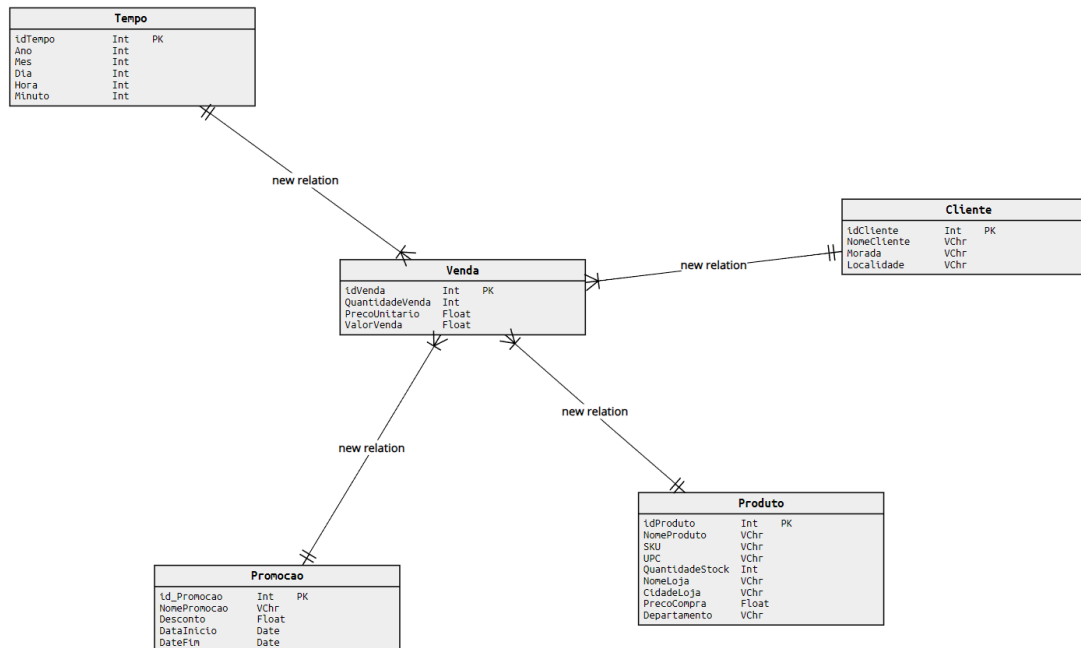 Tempo
idTempo Int PK
Ano Int
Mes Int
Dia Int
Hora Int
Minuto Int
new relation
Cliente
idCliente Int PK
NomeCliente VChr
Morada VChr
Localidade VChr
new relation
Venda
idVenda Int PK
QuantidadeVenda Int
PrecoUnitario Float
ValorVenda Float
new relation
new relation
Produto
idProduto Int PK
NomeProduto VChr
SKU VChr
UPC VChr
QuantidadeStock Int
NomeLoja VChr
CidadeLoja VChr
PrecoCompra Float
Departamento VChr
Promocao
id_Promocao Int PK
NomePromocao VChr
Desconto Float
DataInicio Date
DateFim Date